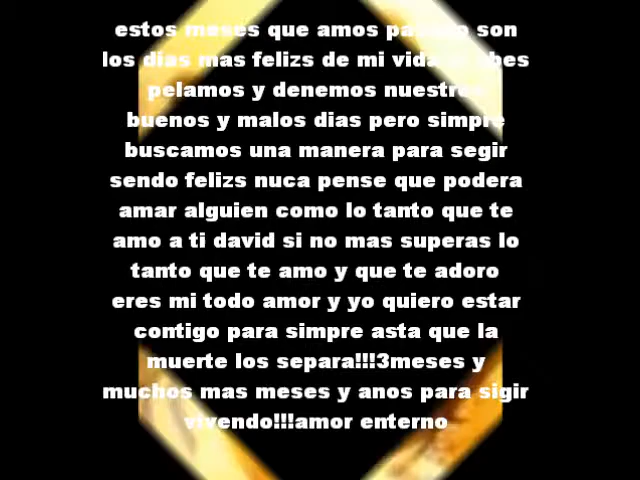 estos meses que amos pasado son
los dias mas felizs de mi vida
pelamos y denemos nuestros
buenos y malos dias pero simpre
buscamos una manera para segir
sendo felizs nuca pense que podera
amar alguien como lo tanto que te
amo a ti david si no mas superas lo
tanto que te amo y que te adoro
eres mi todo amor y yo quiero estar
contigo para simpre asta que la
muerte los separa!!!3meses y
muchos mas meses y anos para sigir
vivendo!!!amor enterno